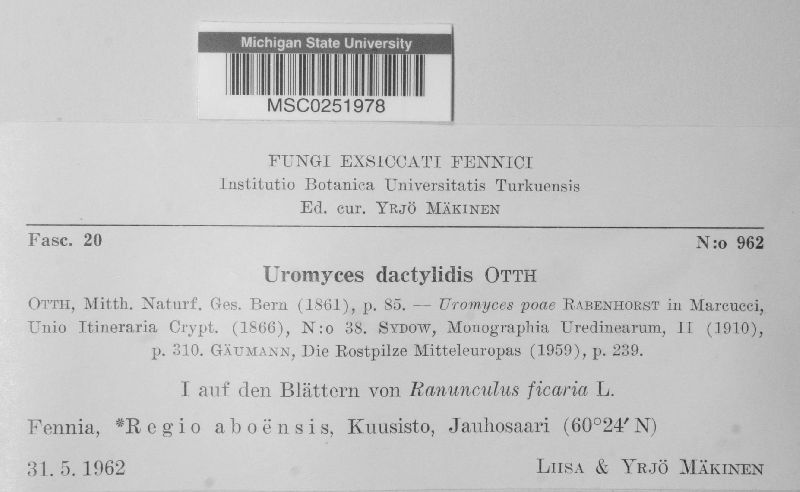 Michigan State University
MSC0251978
FUNGI EXSICCATI FENNICI
Institutio Botanica Universitatis Turkuensis
Ed. cur. YRJÖ MÄKINEN
Fasc. 20 N:o 962
Uromyces dactylidis OTTH
OTTH, Mitth. Naturf. Ges. Bern (1861), p. 85. — Uromyces poae RABENHORST in Marcucci,
Unio Itineraria Crypt. (1866), N:o 38. SYDOW, Monographia Uredinearum, II (1910),
p. 310. GÄUMANN, Die Rostpilze Mitteleuropas (1959), p. 239.
I auf den Blättern von Ranunculus ficaria L.
Fennia, *Regio aboënsis, Kuusisto, Jauhosaari (60°24′ N)
31. 5. 1962 LIISA & YRJÖ MÄKINEN